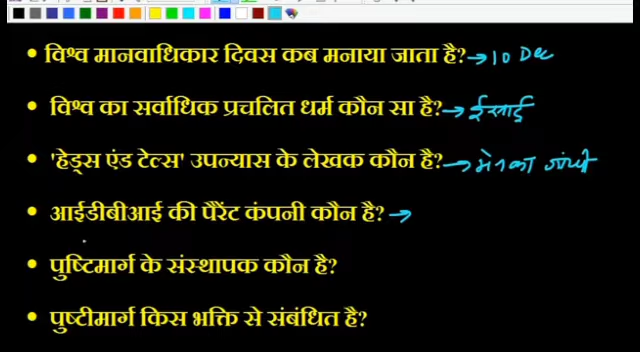 • विश्व मानवाधिकार दिवस कब मनाया जाता है? → 10 Dec
• विश्व का सर्वाधिक प्रचलित धर्म कौन सा है? → ईसाई
• 'हेड्स एंड टेल्स' उपन्यास के लेखक कौन है? → मेनका गांधी
• आईडीबीआई की पैरेंट कंपनी कौन है? →
• पुष्टिमार्ग के संस्थापक कौन है?
• पुष्टीमार्ग किस भक्ति से संबंधित है?